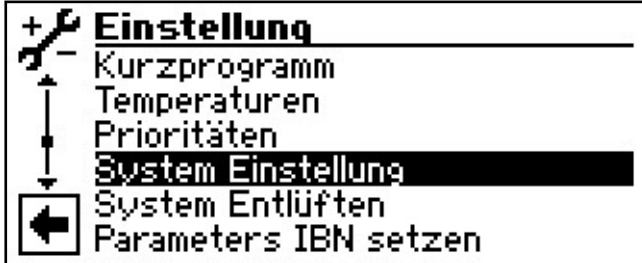 Einstellung
Kurzprogramm
Temperaturen
Prioritäten
System Einstellung
System Entlüften
Parameters IBN setzen